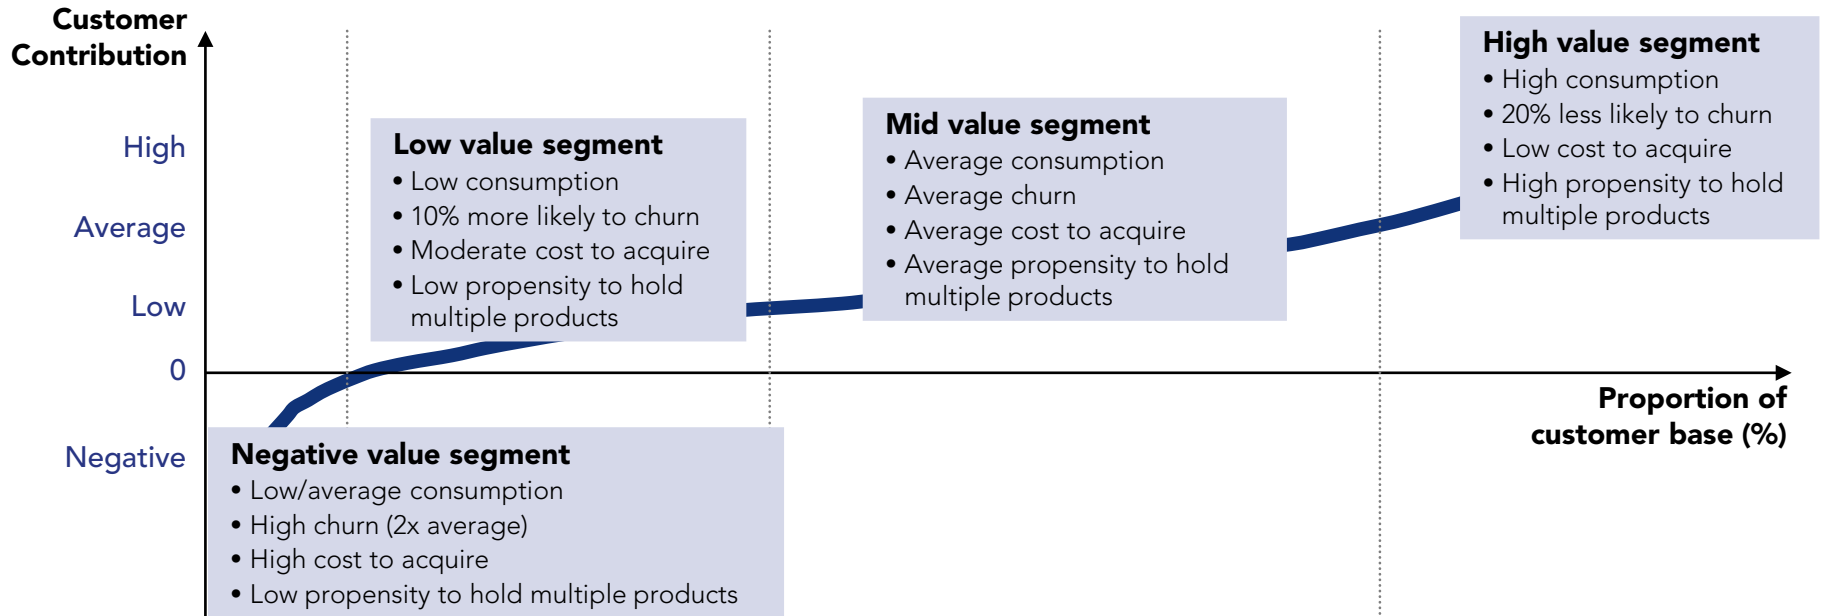 Customer
Contribution
High
Average
Low
0
Negative
Negative value segment
• Low/average consumption
• High churn (2x average)
• High cost to acquire
• Low propensity to hold multiple products
Low value segment
• Low consumption
• 10% more likely to churn
• Moderate cost to acquire
• Low propensity to hold
multiple products
Mid value segment
• Average consumption
• Average churn
• Average cost to acquire
• Average propensity to hold
multiple products
High value segment
• High consumption
• 20% less likely to churn
• Low cost to acquire
• High propensity to hold
multiple products
Proportion of
customer base (%)